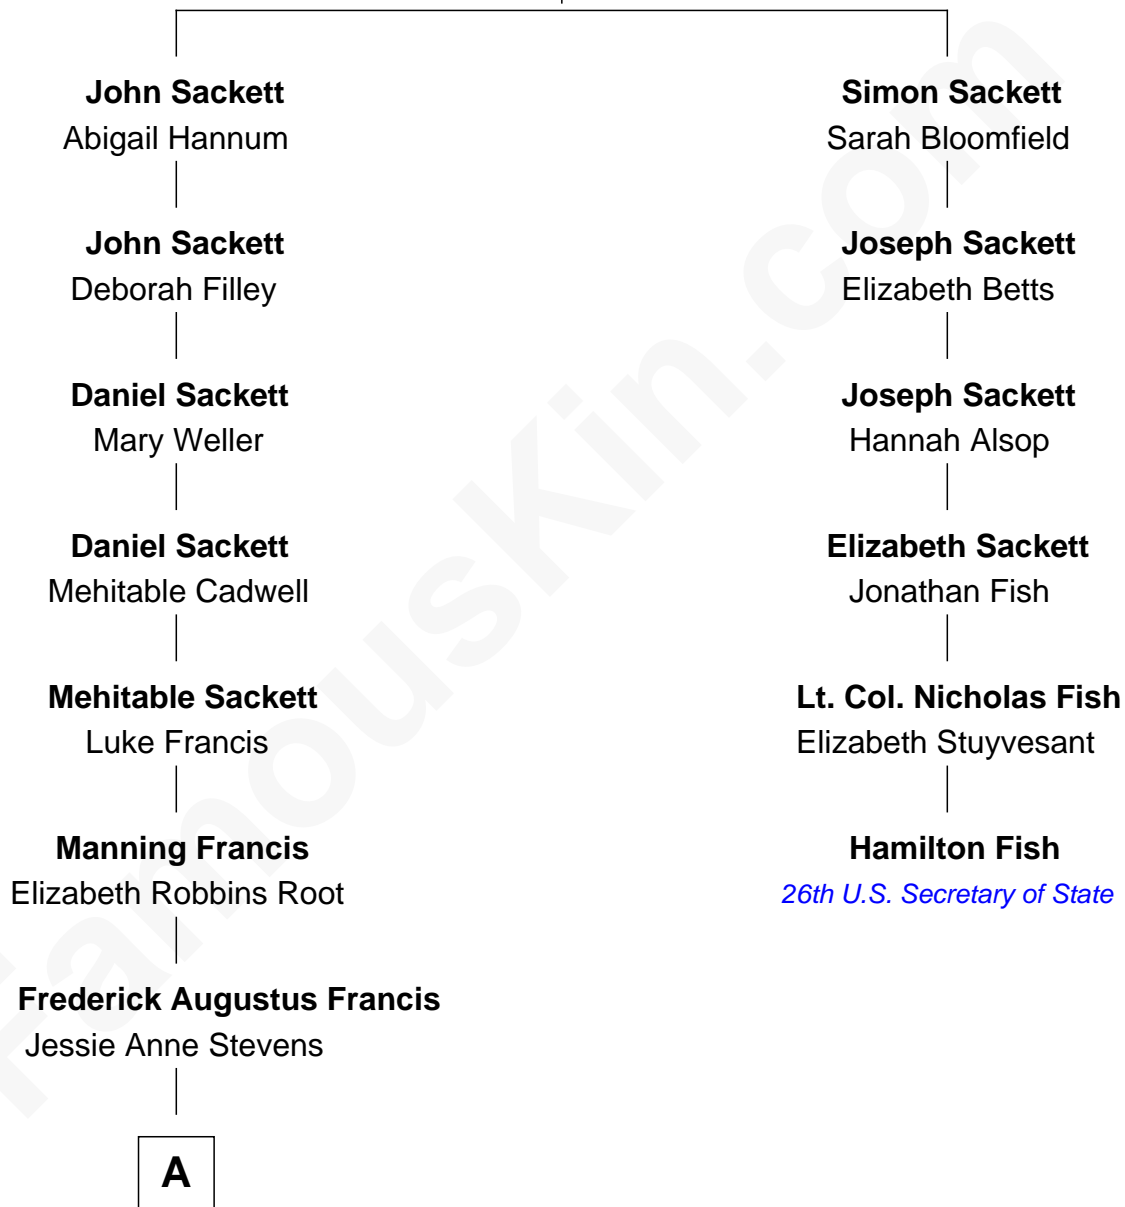 John Sackett
Abigail Hannum
John Sackett
Deborah Filley
Daniel Sackett
Mary Weller
Daniel Sackett
Mehitable Cadwell
Mehitable Sackett
Luke Francis
Manning Francis
Elizabeth Robbins Root
Frederick Augustus Francis
Jessie Anne Stevens
A
Simon Sackett
Sarah Bloomfield
Joseph Sackett
Elizabeth Betts
Joseph Sackett
Hannah Alsop
Elizabeth Sackett
Jonathan Fish
Lt. Col. Nicholas Fish
Elizabeth Stuyvesant
Hamilton Fish
26th U.S. Secretary of State
FamousKin.com